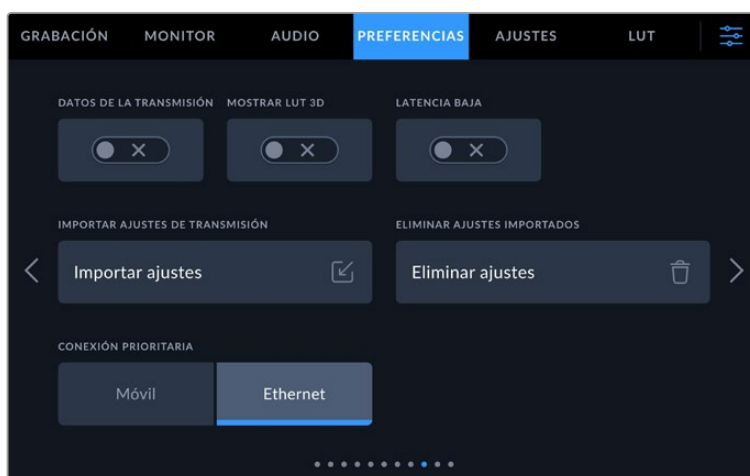 GRABACIÓN MONITOR AUDIO PREFERENCIAS AJUSTES LUT
DATOS DE LA TRANSMISIÓN MOSTRAR LUT 3D LATENCIA BAJA
IMPORTAR AJUSTES DE TRANSMISIÓN ELIMINAR AJUSTES IMPORTADOS
Importar ajustes Eliminar ajustes
CONEXIÓN PRIORITARIA
Móvil Ethernet